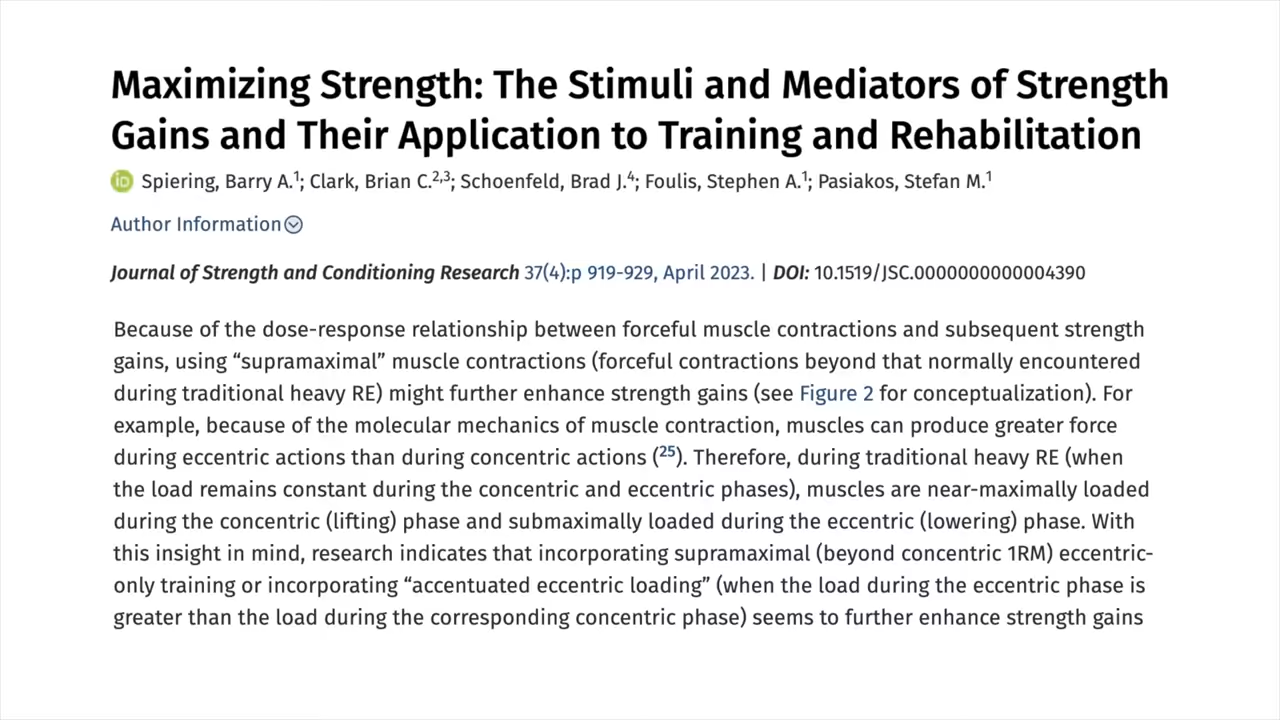 Maximizing Strength: The Stimuli and Mediators of Strength
Gains and Their Application to Training and Rehabilitation
iD Spiering, Barry A.1; Clark, Brian C.2,3; Schoenfeld, Brad J.4; Foulis, Stephen A.1; Pasiakos, Stefan M.1
Author Information
Journal of Strength and Conditioning Research 37(4):p 919-929, April 2023. | DOI: 10.1519/JSC.0000000000004390
Because of the dose-response relationship between forceful muscle contractions and subsequent strength
gains, using “supramaximal” muscle contractions (forceful contractions beyond that normally encountered
during traditional heavy RE) might further enhance strength gains (see Figure 2 for conceptualization). For
example, because of the molecular mechanics of muscle contraction, muscles can produce greater force
during eccentric actions than during concentric actions (25). Therefore, during traditional heavy RE (when
the load remains constant during the concentric and eccentric phases), muscles are near-maximally loaded
during the concentric (lifting) phase and submaximally loaded during the eccentric (lowering) phase. With
this insight in mind, research indicates that incorporating supramaximal (beyond concentric 1RM) eccentric-
only training or incorporating “accentuated eccentric loading” (when the load during the eccentric phase is
greater than the load during the corresponding concentric phase) seems to further enhance strength gains